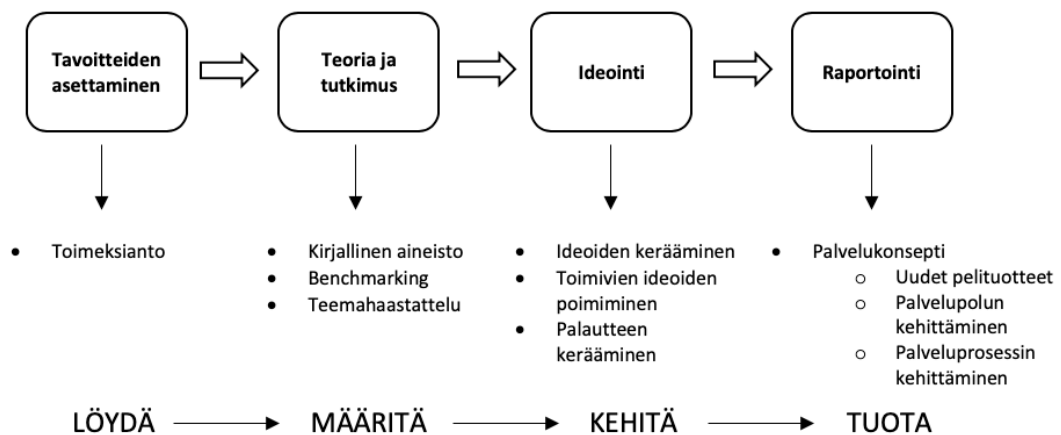 Tavoitteiden
asettaminen
Teoria ja
tutkimus
Ideointi
Raportointi
• Toimeksianto
• Kirjallinen aineisto
• Benchmarking
• Teemahaastattelu
• Ideoiden kerääminen
• Toimivien ideoiden
poimiminen
• Palautteen
kerääminen
• Palvelukonsepti
o Uudet pelituotteet
o Palvelupolun
kehittäminen
o Palveluprosessin
kehittäminen
LÖYDÄ
MÄÄRITÄ
KEHITÄ
TUOTA